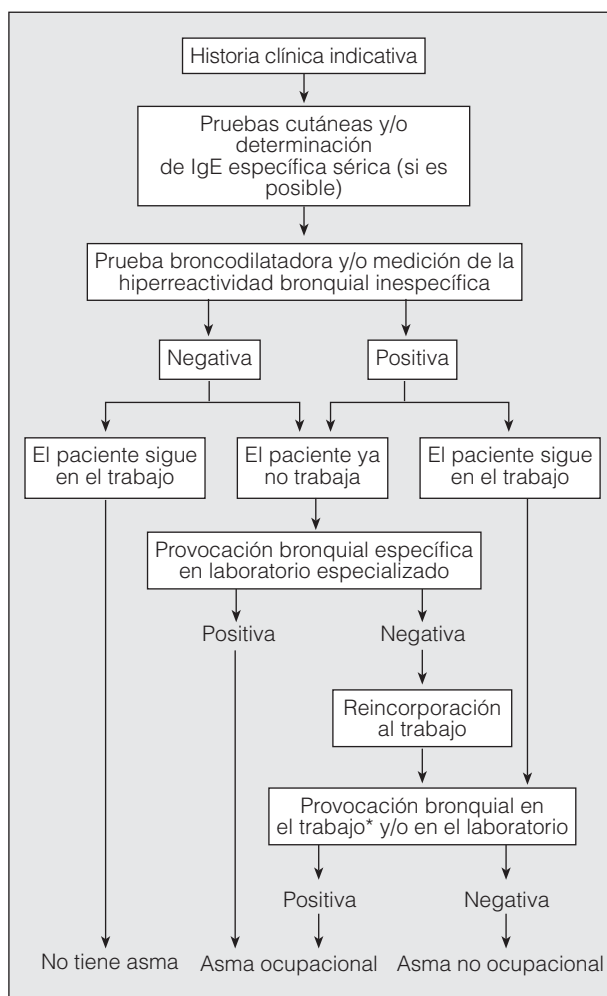 Historia clínica indicativa
Pruebas cutáneas y/o
determinación
de IgE específica sérica (si es
posible)
Prueba broncodilatadora y/o medición de la
hiperreactividad bronquial inespecífica
Negativa
Positiva
El paciente sigue
en el trabajo
El paciente ya
no trabaja
El paciente sigue
en el trabajo
Provocación bronquial específica
en laboratorio especializado
Positiva
Negativa
Reincorporación
al trabajo
Provocación bronquial en
el trabajo* y/o en el laboratorio
Positiva
Negativa
No tiene asma
Asma ocupacional
Asma no ocupacional